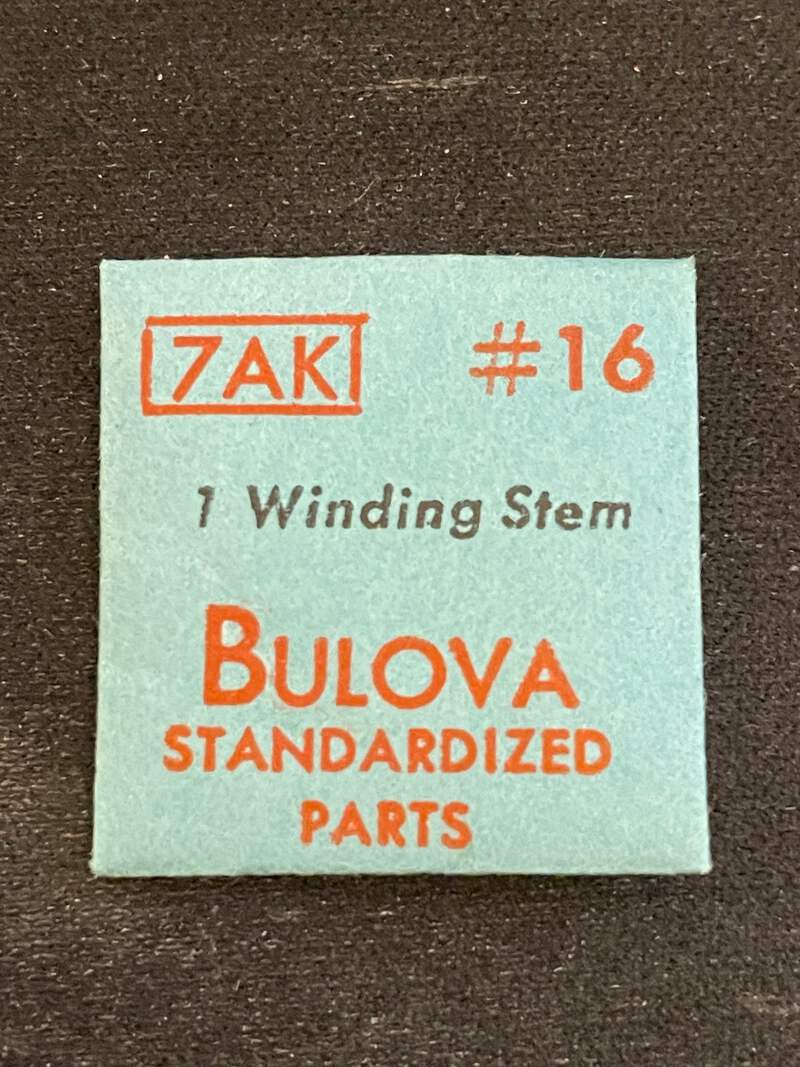 7AK #16
1 Winding Stem
BULOVA
STANDARDIZED
PARTS